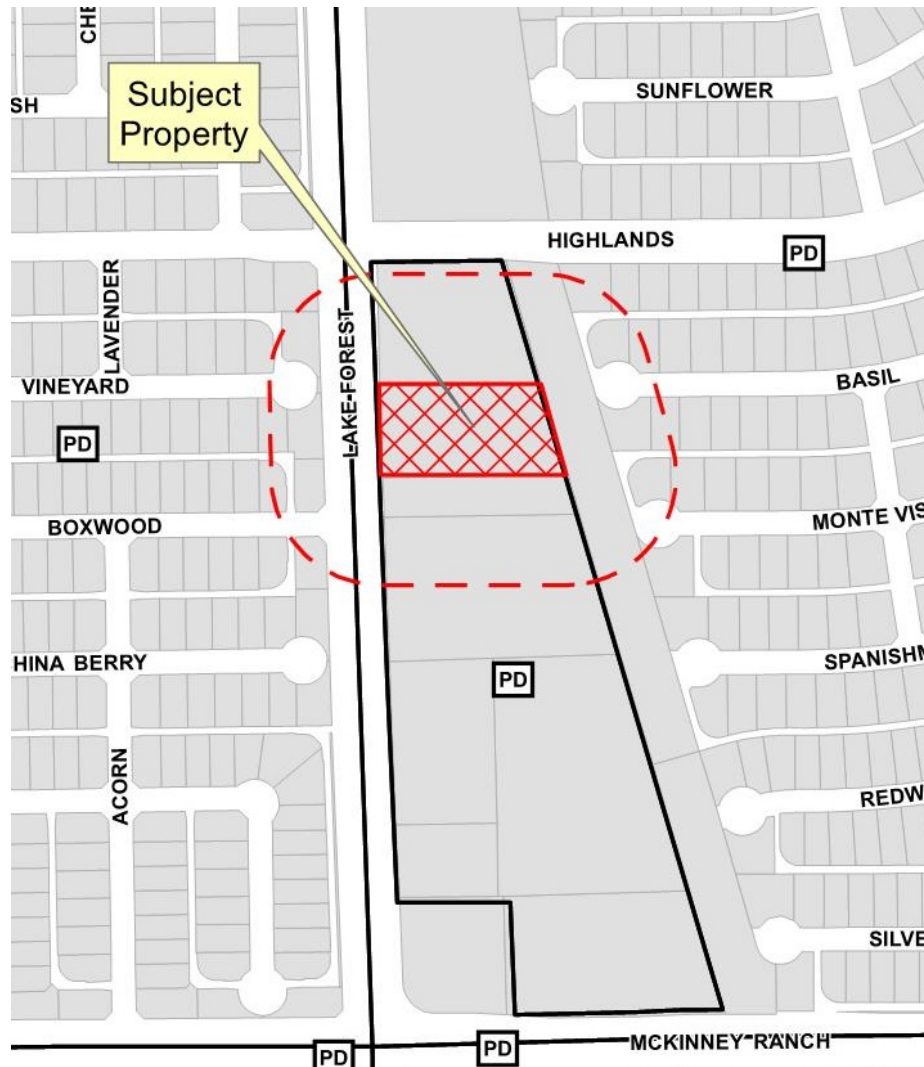 CHE
SH
Subject
Property
SUNFLOWER
HIGHLANDS
PD
LAVENDER
LAKE FOREST
VINEYARD
BASIL
PD
BOXWOOD
MONTE VIS
HINA BERRY
SPANISHM
PD
ACORN
REDW
SILVE
MCKINNEY RANCH
PD
PD